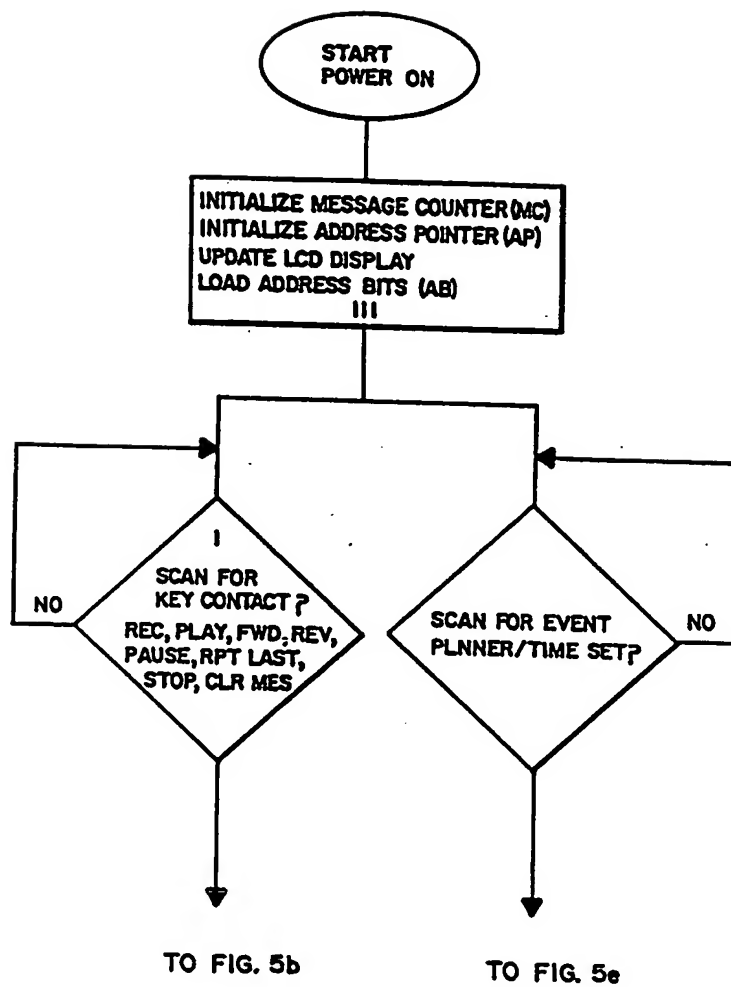 START
POWER ON
INITIALIZE MESSAGE COUNTER (MC)
INITIALIZE ADDRESS POINTER (AP)
UPDATE LCD DISPLAY
LOAD ADDRESS BITS (AB)
III
I
SCAN FOR
KEY CONTACT?
REC, PLAY, FWD, REV,
PAUSE, RPT LAST,
STOP, CLR MES
NO
SCAN FOR EVENT
PLNNER/TIME SET?
NO
TO FIG. 5b
TO FIG. 5e